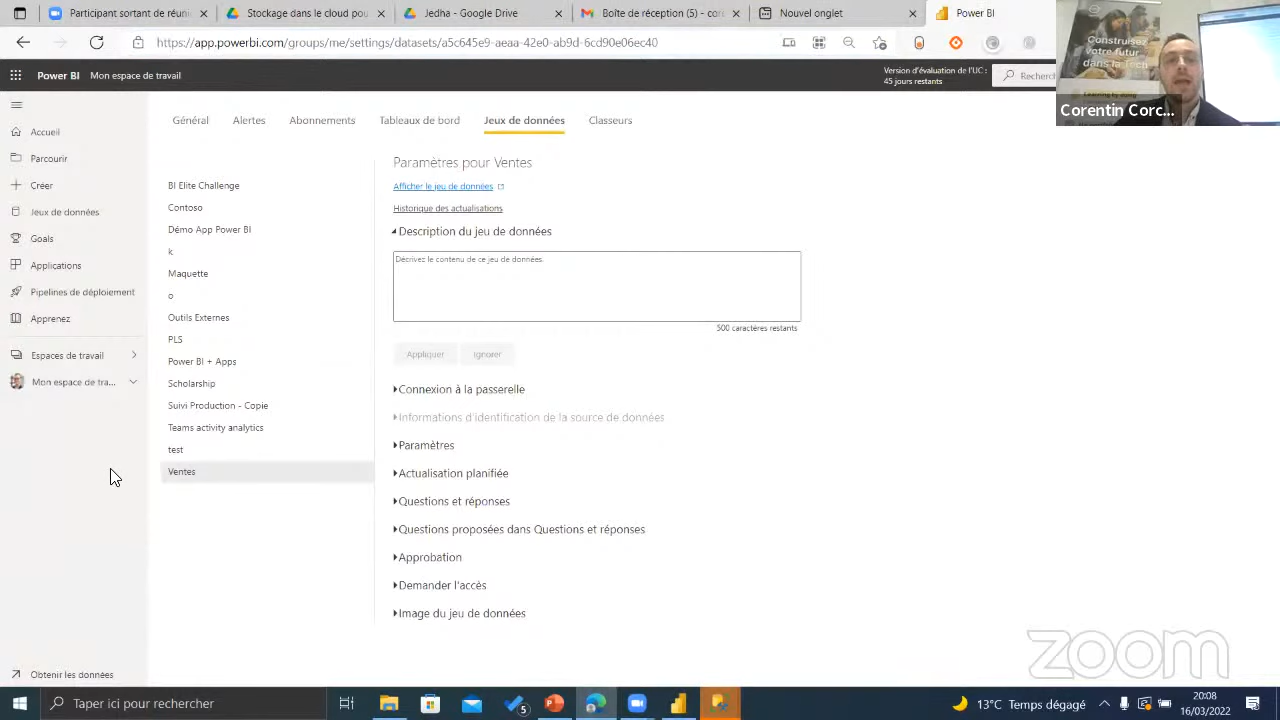 Participant sortant de réuni
Stockage dans le cloud pou
Jedha - Google Drive
Boîte de réception (5) - cor
Nouvel onglet
Power BI
https://app.powerbi.com/groups/me/settings/datasets/a5c645e9-aeaa-42e0-ab9d-6cd90e06ec40
Construisez
votre futur
dans la Tech
Learning by doing
Corentin Corc...
Power BI
Mon espace de travail
Version d'évaluation de l'UC :
45 jours restants
Recherc
Accueil
Parcourir
Créer
Jeux de données
Goals
Applications
Pipelines de déploiement
Apprenez
Espaces de travail
Mon espace de tra...
Obtenir les données
Général
Alertes
Abonnements
Tableaux de bord
Jeux de données
Classeurs
BI Elite Challenge
Contoso
Démo App Power BI
k
Maquette
o
Outils Externes
PLS
Power BI + Apps
Scholarship
Suivi Production - Copie
Teams activity analytics
test
Ventes
Paramètres pour Ventes
Afficher le jeu de données
Historique des actualisations
Description du jeu de données
Décrivez le contenu de ce jeu de données.
500 caractères restants
Appliquer
Ignorer
Connexion à la passerelle
Informations d'identification de la source de données
Paramètres
Actualisation planifiée
Questions et réponses
Questions proposées dans Questions et réponses
Approbation
Demander l'accès
Image du jeu de données
zoom
Taper ici pour rechercher
5
13°C Temps dégagé
20:08
16/03/2022